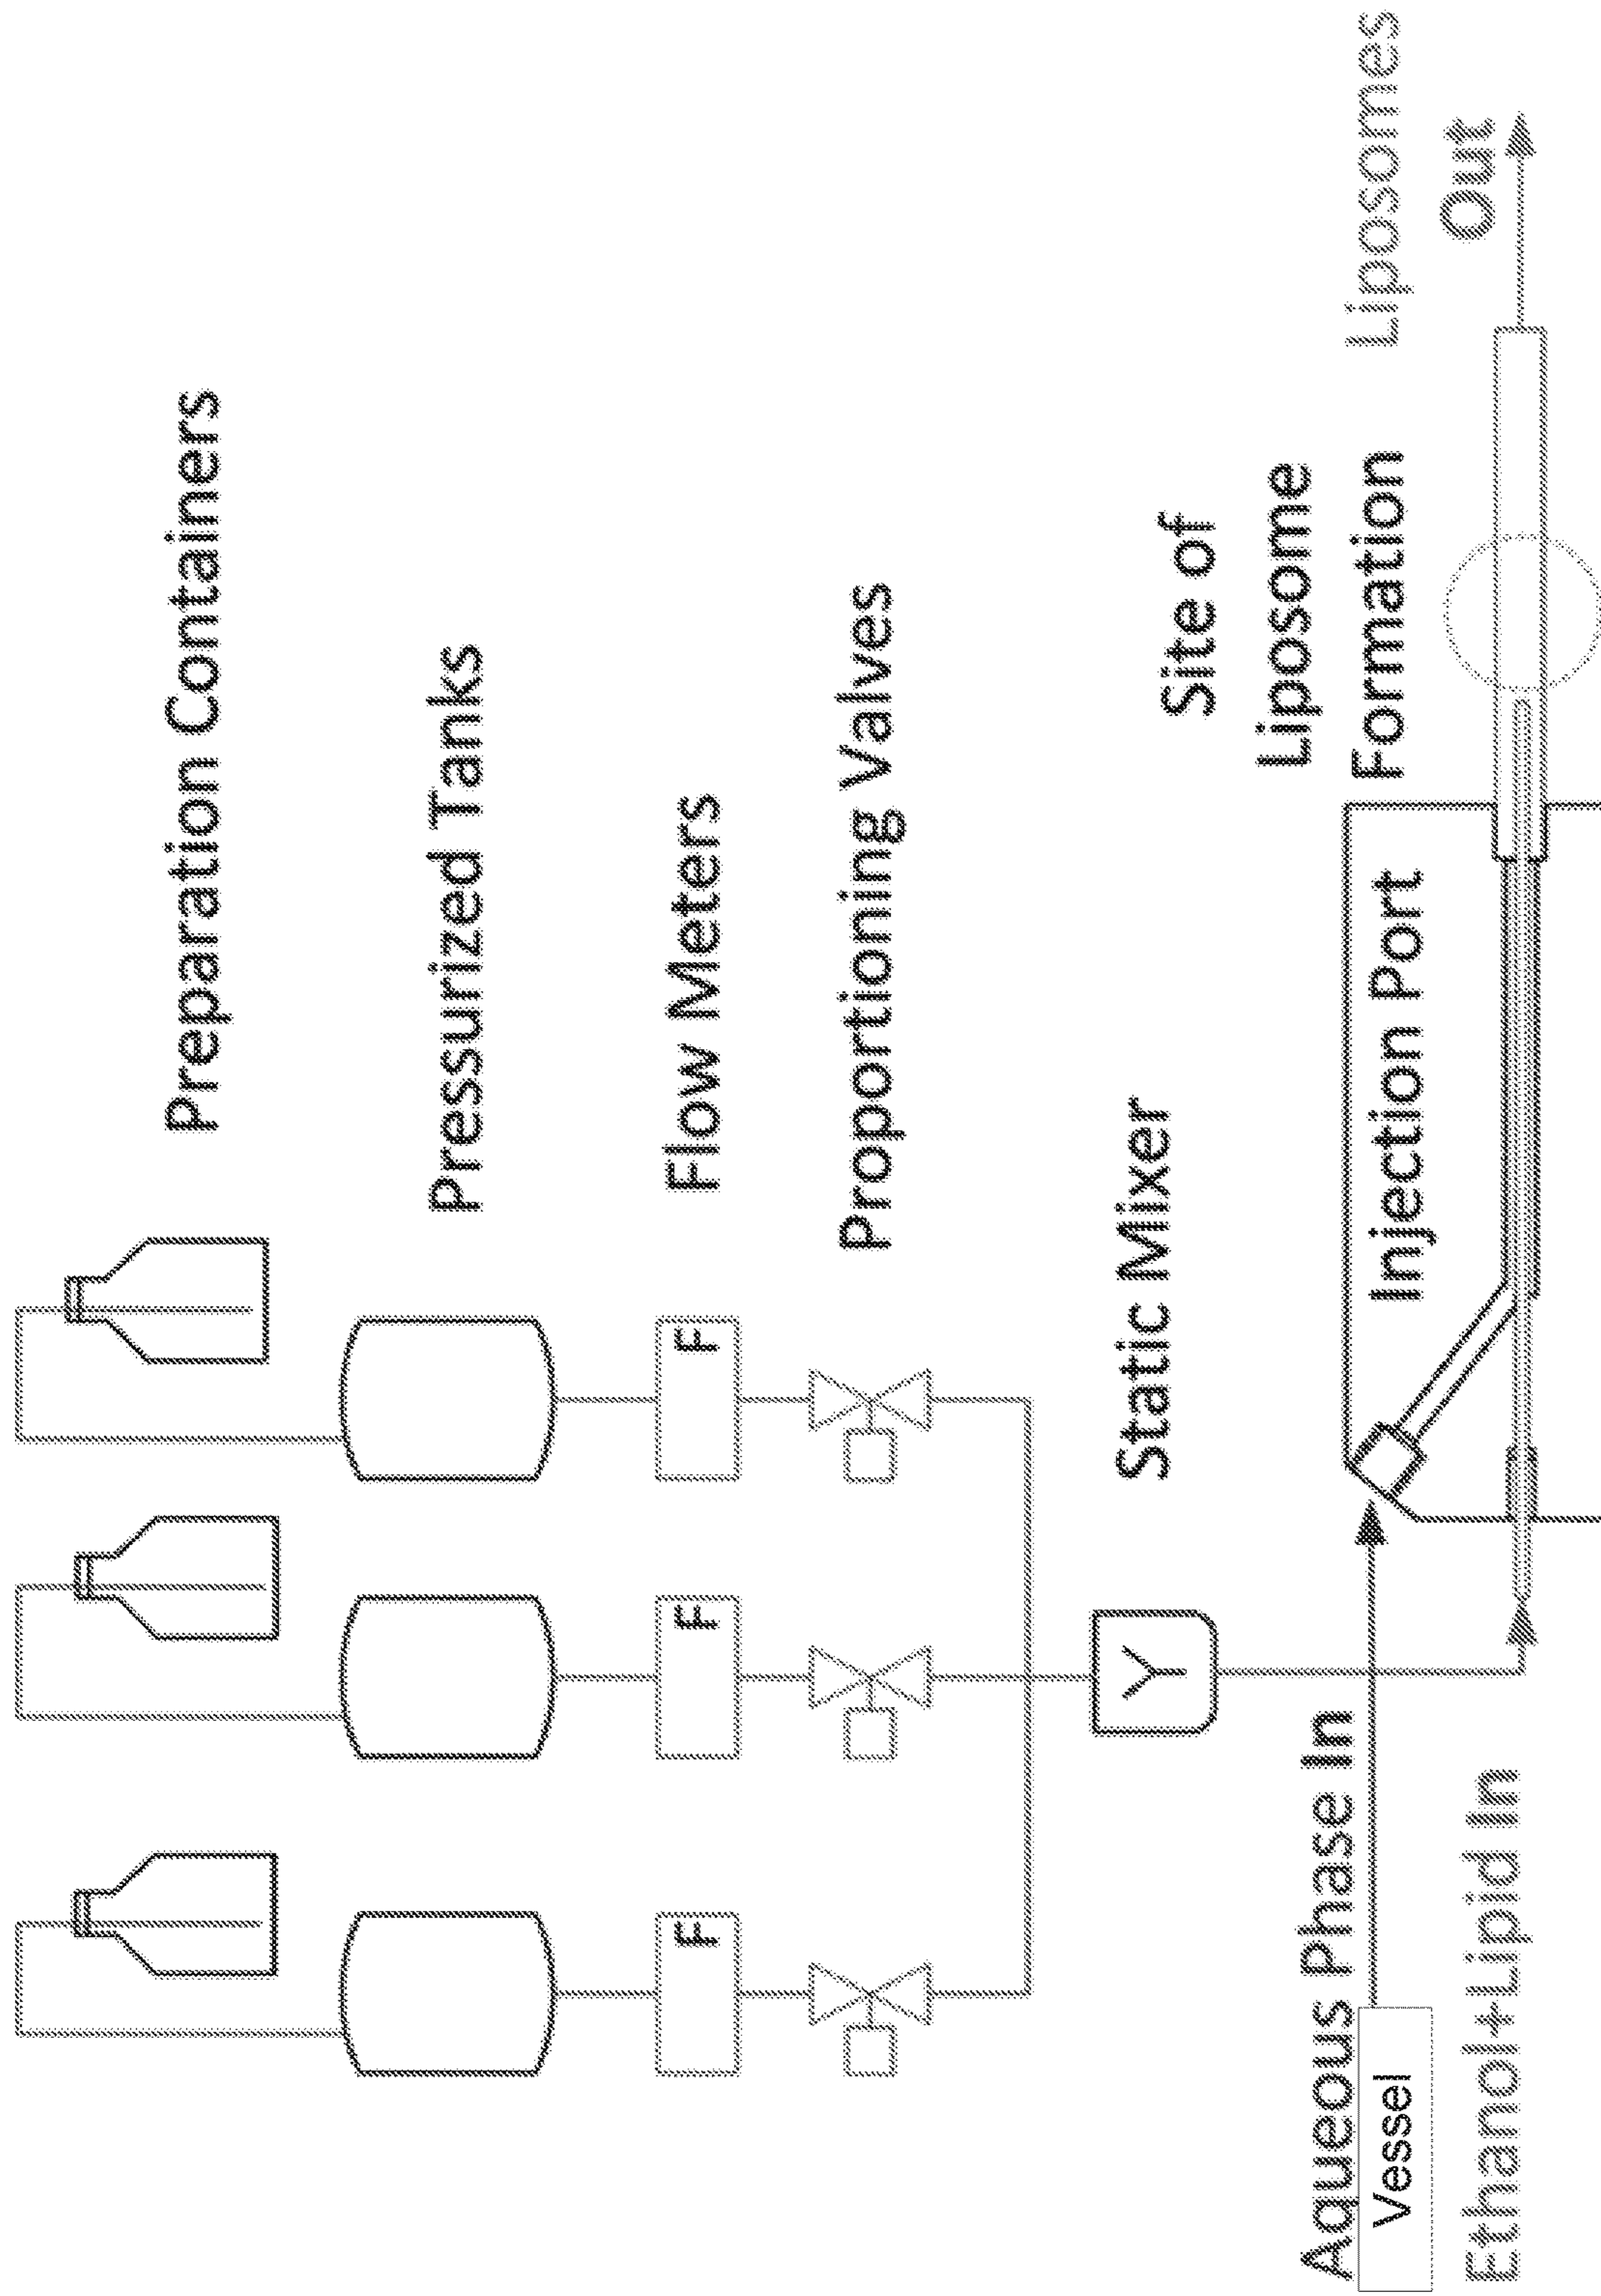 Preparation Containers
Pressurized Tanks
F
F
F
Flow Meters
Proportioning Valves
Y
Static Mixer
Site of
Liposome
Formation
Aqueous Phase In
Vessel
Injection Port
Liposomes
Out
Ethanol+Lipid In